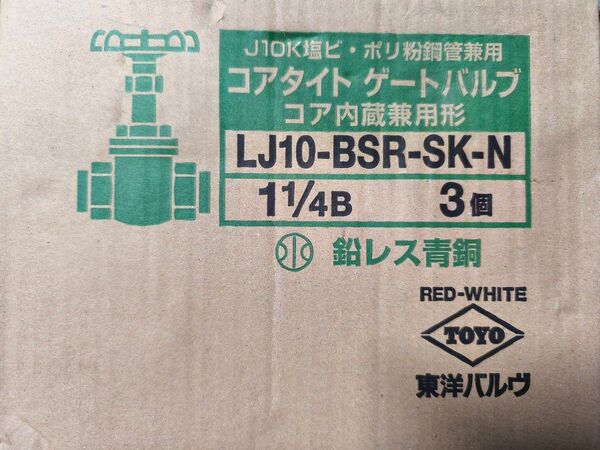 J10K塩ビ・ポリ粉鋼管兼用
コアタイト ゲートバルブ
コア内蔵兼用形
LJ10-BSR-SK-N
1 1/4B 3個
鉛レス青銅
RED-WHITE
TOYO
東洋バルヴ